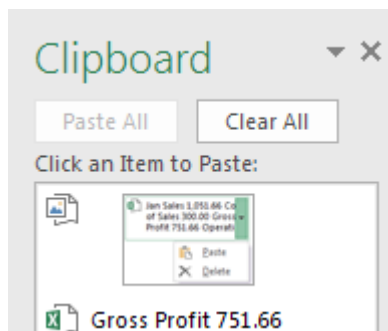 Clipboard
Paste All Clear All
Click an Item to Paste:
Jan Sales 1,051.66 Co
of Sales 300.00 Gross
Profit 751.66 Operati
Paste
Delete
Gross Profit 751.66